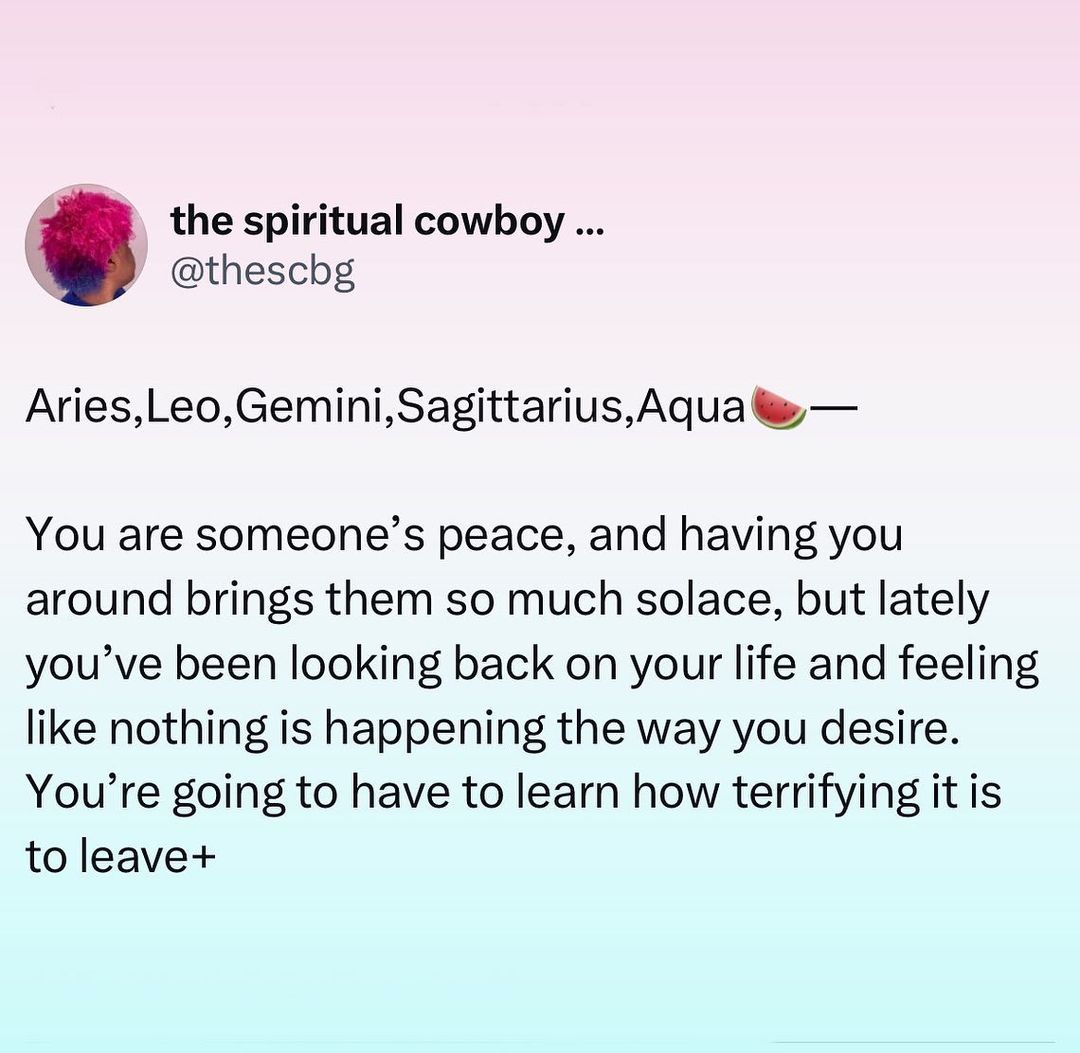 the spiritual cowboy ...
@thescbg
Aries,Leo,Gemini,Sagittarius,Aqua🍉—
You are someone’s peace, and having you
around brings them so much solace, but lately
you’ve been looking back on your life and feeling
like nothing is happening the way you desire.
You’re going to have to learn how terrifying it is
to leave+